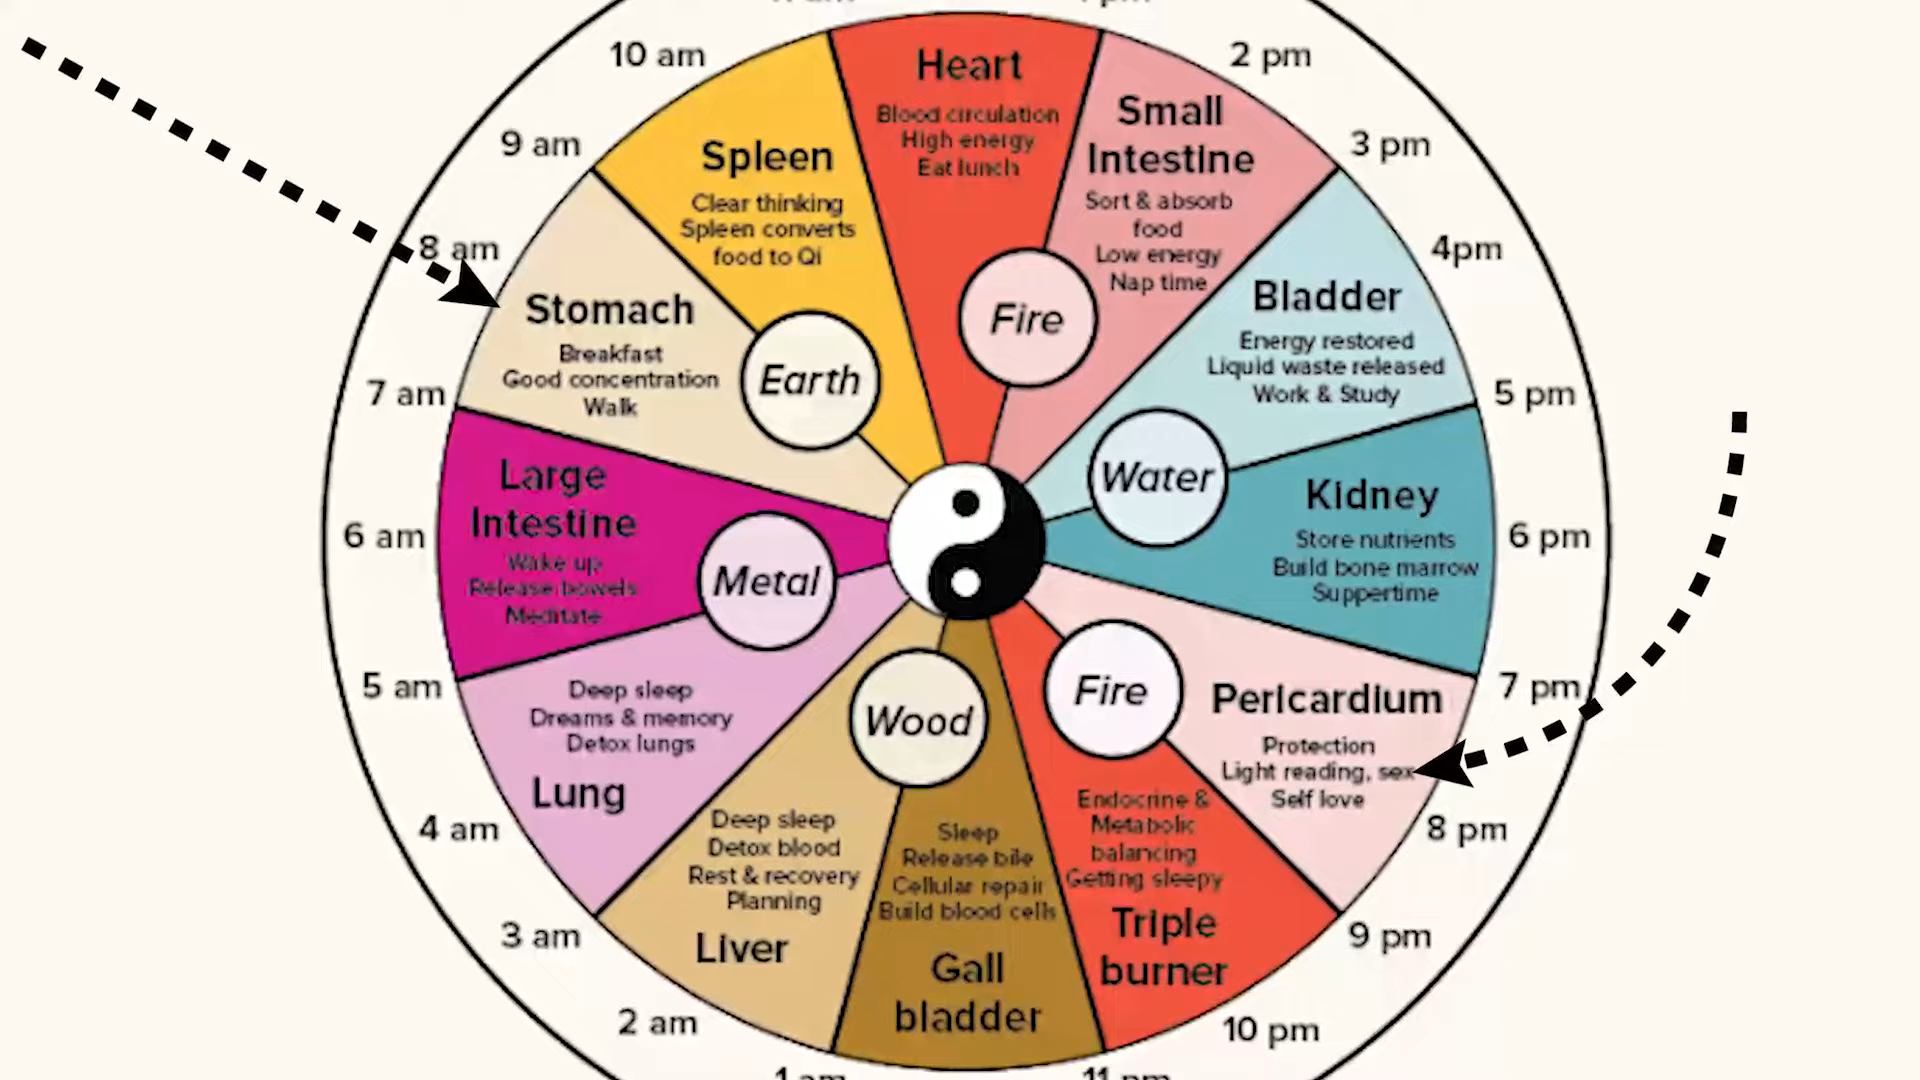 10 am
2 pm
9 am
3 pm
8 am
4pm
7 am
5 pm
6 am
6 pm
5 am
7 pm
4 am
8 pm
3 am
9 pm
2 am
10 pm
1 am
11 pm
Heart
Blood circulation
High energy
Eat lunch
Small
Intestine
Sort & absorb
food
Low energy
Nap time
Fire
Bladder
Energy restored
Liquid waste released
Work & Study
Water
Kidney
Store nutrients
Build bone marrow
Suppertime
Pericardium
Protection
Light reading, sex
Self love
Fire
Endocrine &
Metabolic
balancing
Getting sleepy
Triple
burner
Sleep
Release bile
Cellular repair
Build blood cells
Gall
bladder
Wood
Deep sleep
Detox blood
Rest & recovery
Planning
Liver
Deep sleep
Dreams & memory
Detox lungs
Lung
Metal
Large
Intestine
Wake up
Release bowels
Meditate
Stomach
Breakfast
Good concentration
Walk
Earth
Spleen
Clear thinking
Spleen converts
food to Qi